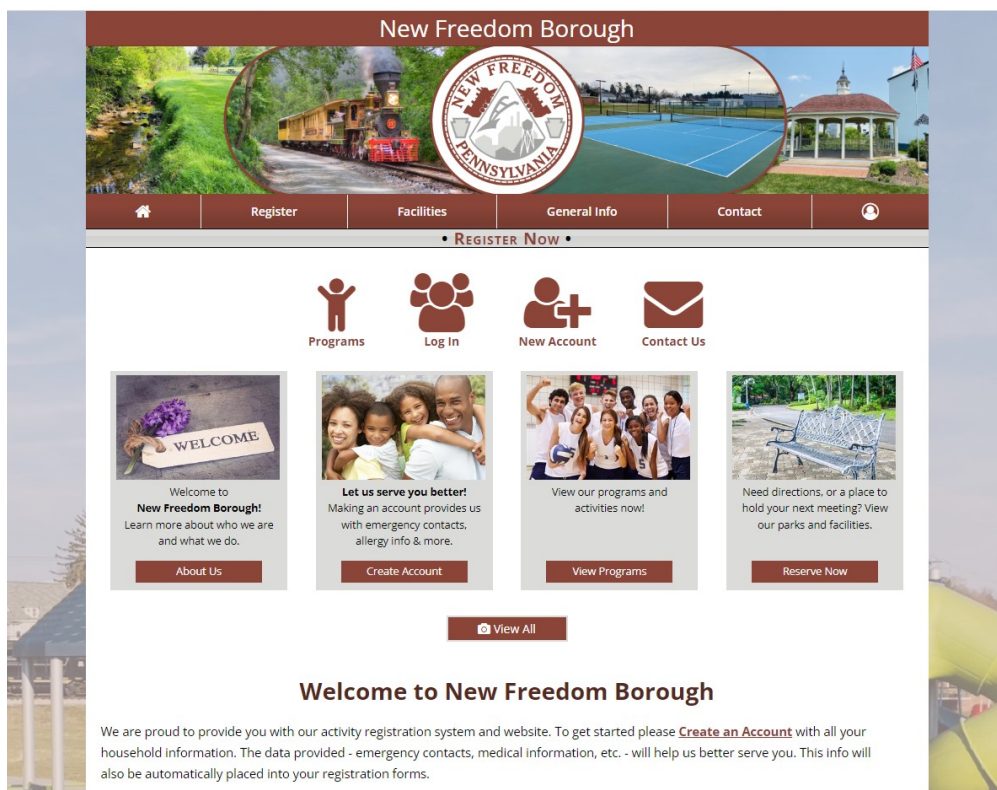 New Freedom Borough
NEW FREEDOM
PENNSYLVANIA
Register
Facilities
General Info
Contact
• REGISTER NOW •
Programs
Log In
New Account
Contact Us
WELCOME
Welcome to
New Freedom Borough!
Learn more about who we are
and what we do.
About Us
Let us serve you better!
Making an account provides us
with emergency contacts,
allergy info & more.
Create Account
View our programs and
activities now!
View Programs
Need directions, or a place to
hold your next meeting? View
our parks and facilities.
Reserve Now
View All
Welcome to New Freedom Borough
We are proud to provide you with our activity registration system and website. To get started please Create an Account with all your
household information. The data provided - emergency contacts, medical information, etc. - will help us better serve you. This info will
also be automatically placed into your registration forms.